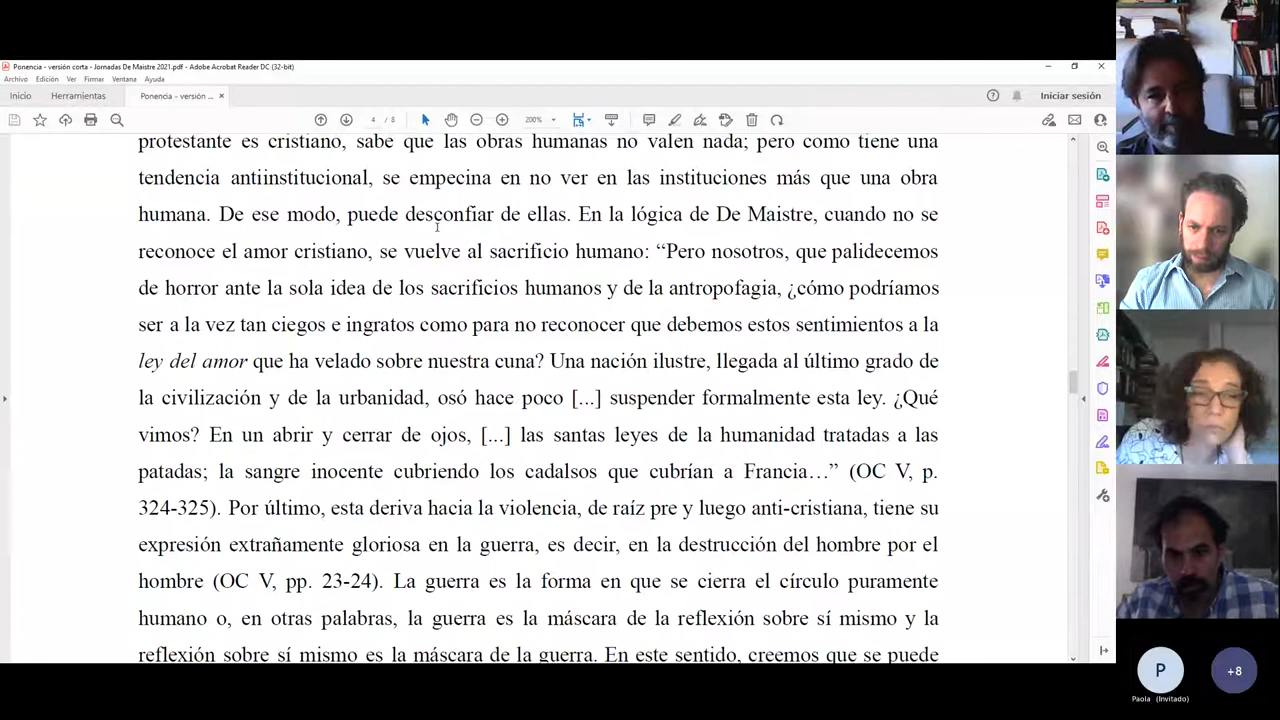 Ponencia - versión corta - Jornadas De Maistre 2021.pdf - Adobe Acrobat Reader DC (32-bit)
Archivo Edición Ver Firmar Ventana Ayuda
Inicio Herramientas Ponencia - versión ... × Iniciar sesión
4 / 8 200%
protestante es cristiano, sabe que las obras humanas no valen nada; pero como tiene una
tendencia antiinstitucional, se empecina en no ver en las instituciones más que una obra
humana. De ese modo, puede desconfiar de ellas. En la lógica de De Maistre, cuando no se
reconoce el amor cristiano, se vuelve al sacrificio humano: “Pero nosotros, que palidecemos
de horror ante la sola idea de los sacrificios humanos y de la antropofagia, ¿cómo podríamos
ser a la vez tan ciegos e ingratos como para no reconocer que debemos estos sentimientos a la
ley del amor que ha velado sobre nuestra cuna? Una nación ilustre, llegada al último grado de
la civilización y de la urbanidad, osó hace poco [...] suspender formalmente esta ley. ¿Qué
vimos? En un abrir y cerrar de ojos, [...] las santas leyes de la humanidad tratadas a las
patadas; la sangre inocente cubriendo los cadalsos que cubrían a Francia…” (OC V, p.
324-325). Por último, esta deriva hacia la violencia, de raíz pre y luego anti-cristiana, tiene su
expresión extrañamente gloriosa en la guerra, es decir, en la destrucción del hombre por el
hombre (OC V, pp. 23-24). La guerra es la forma en que se cierra el círculo puramente
humano o, en otras palabras, la guerra es la máscara de la reflexión sobre sí mismo y la
reflexión sobre sí mismo es la máscara de la guerra. En este sentido, creemos que se puede
P +8
Paola (Invitado)